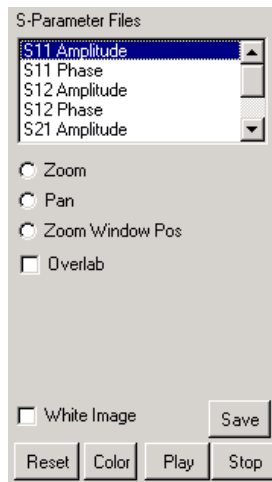 S-Parameter Files
S11 Amplitude
S11 Phase
S12 Amplitude
S12 Phase
S21 Amplitude
Zoom
Pan
Zoom Window Pos
Overlab
White Image
Save
Reset Color Play Stop